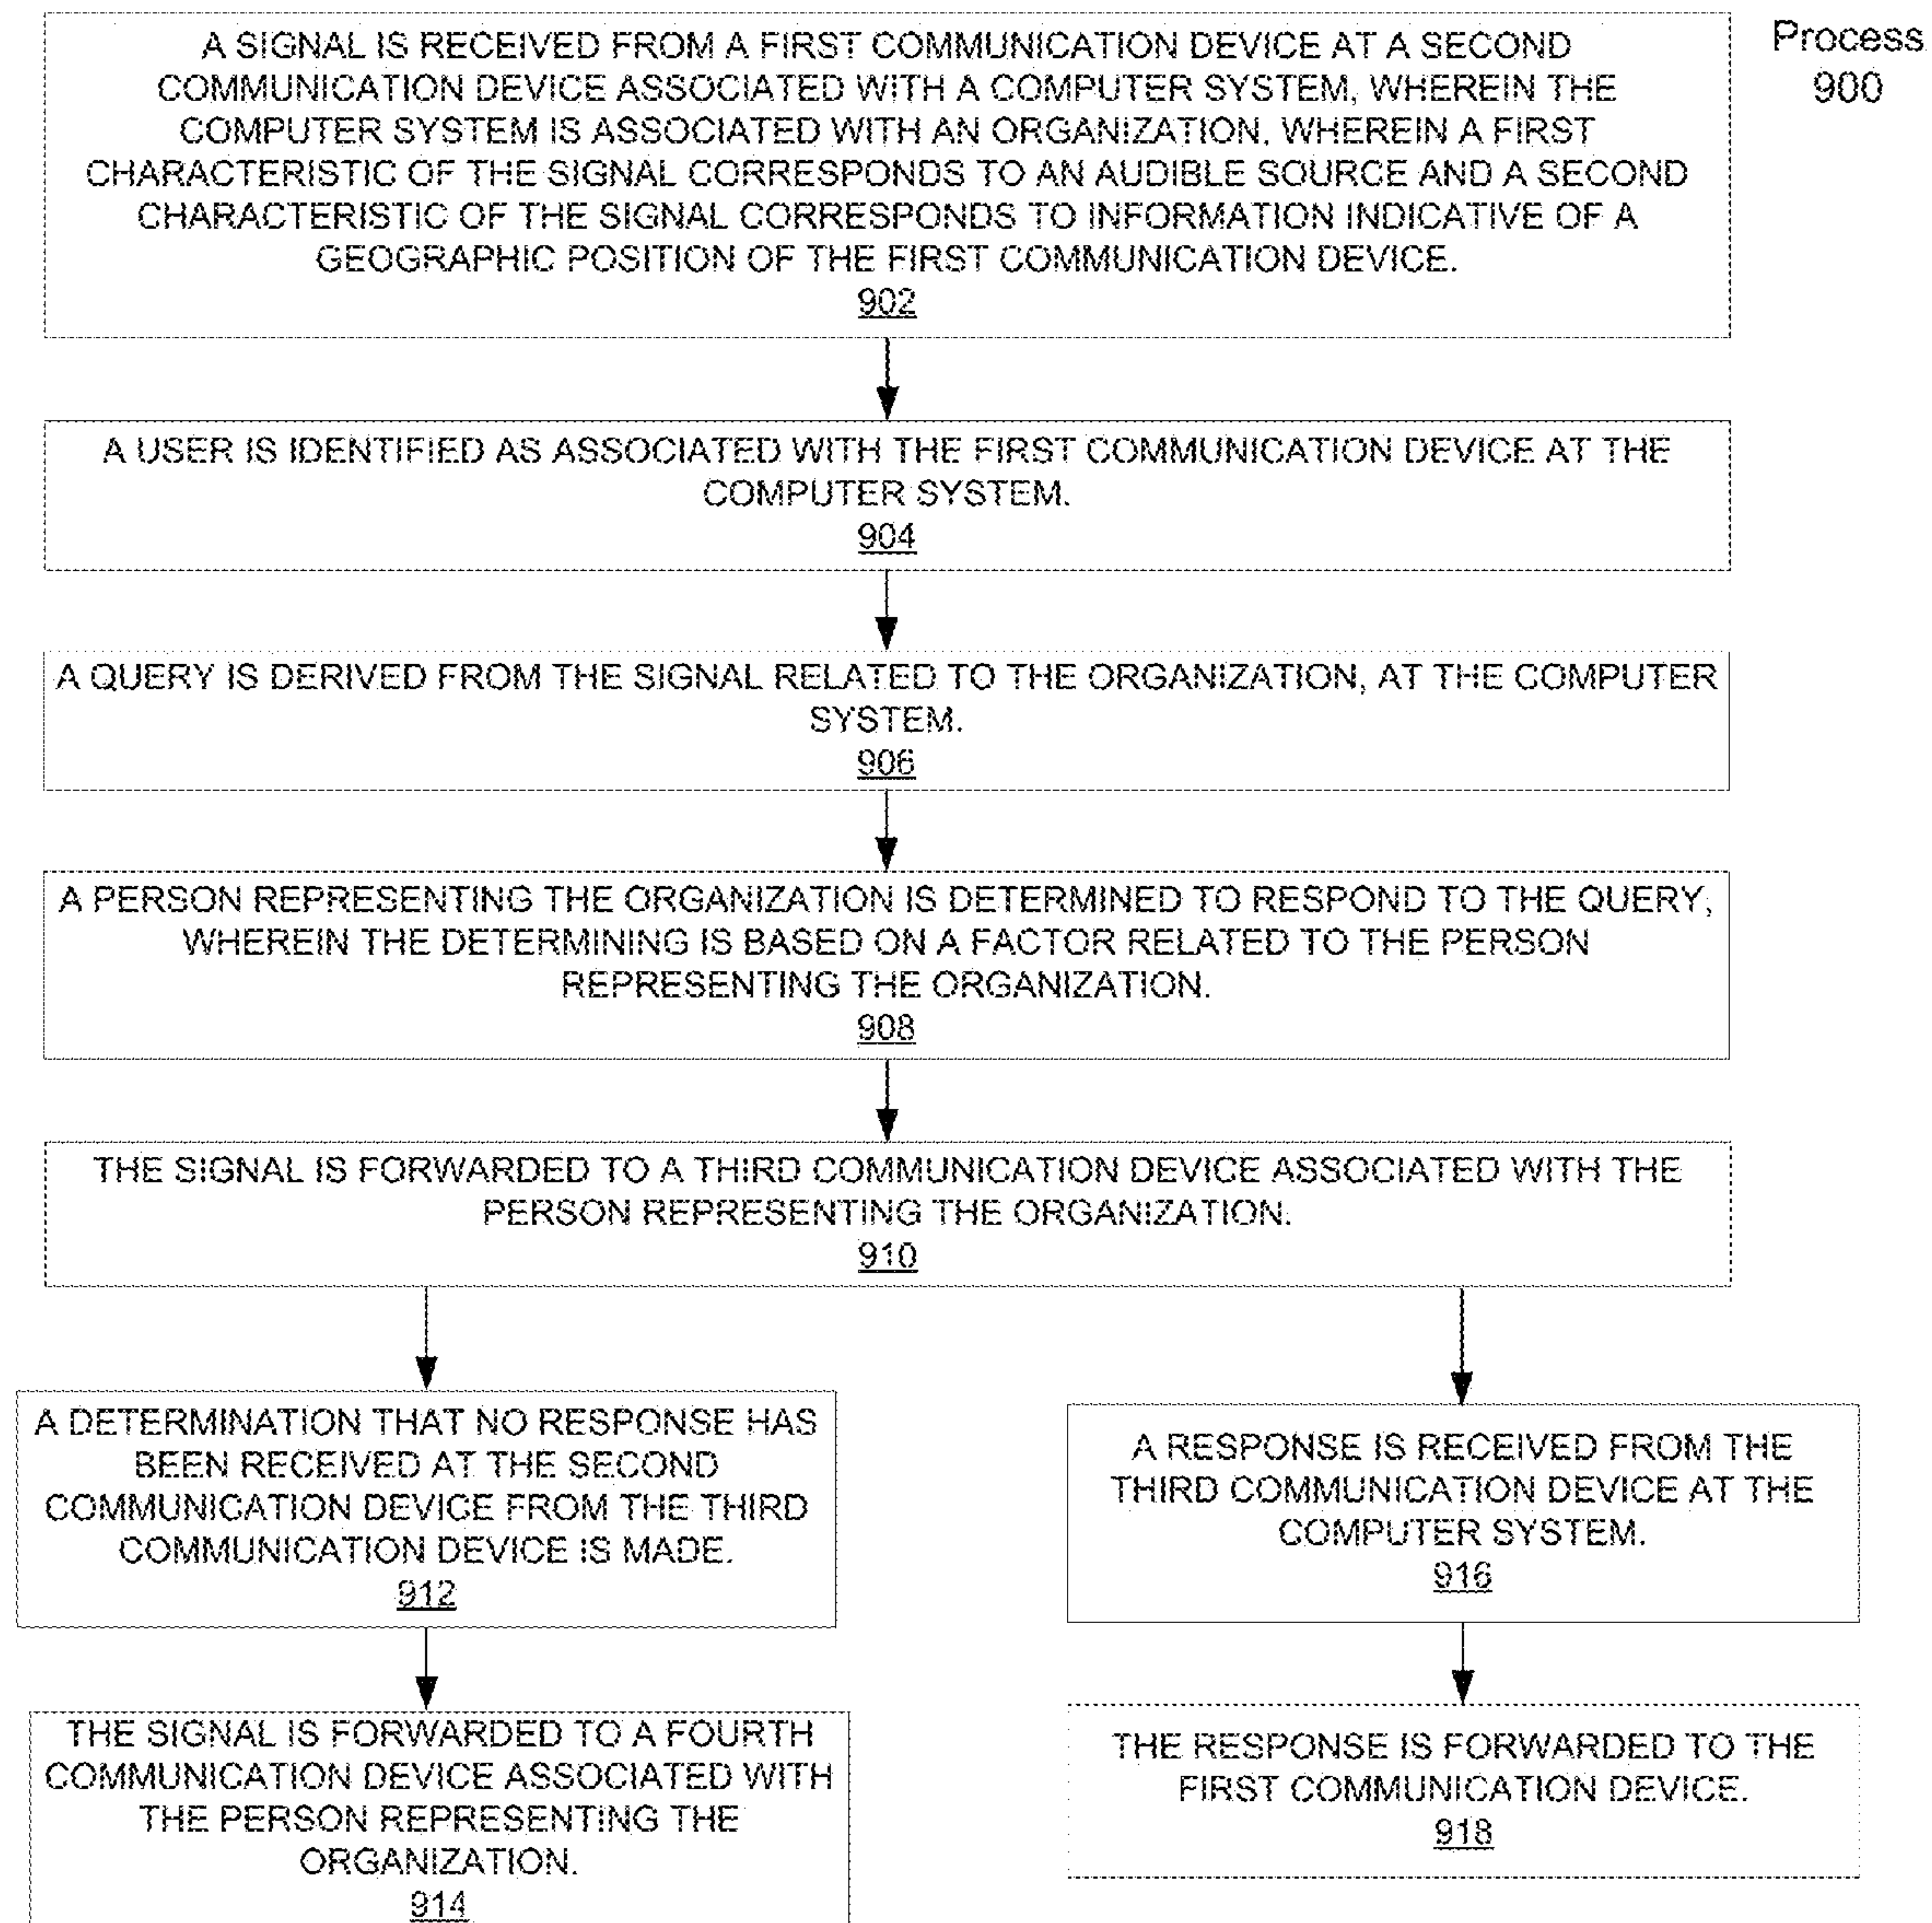 Process
900
A SIGNAL IS RECEIVED FROM A FIRST COMMUNICATION DEVICE AT A SECOND
COMMUNICATION DEVICE ASSOCIATED WITH A COMPUTER SYSTEM, WHEREIN THE
COMPUTER SYSTEM IS ASSOCIATED WITH AN ORGANIZATION, WHEREIN A FIRST
CHARACTERISTIC OF THE SIGNAL CORRESPONDS TO AN AUDIBLE SOURCE AND A SECOND
CHARACTERISTIC OF THE SIGNAL CORRESPONDS TO INFORMATION INDICATIVE OF A
GEOGRAPHIC POSITION OF THE FIRST COMMUNICATION DEVICE.
902
A USER IS IDENTIFIED AS ASSOCIATED WITH THE FIRST COMMUNICATION DEVICE AT THE
COMPUTER SYSTEM.
904
A QUERY IS DERIVED FROM THE SIGNAL RELATED TO THE ORGANIZATION, AT THE COMPUTER
SYSTEM.
906
A PERSON REPRESENTING THE ORGANIZATION IS DETERMINED TO RESPOND TO THE QUERY,
WHEREIN THE DETERMINING IS BASED ON A FACTOR RELATED TO THE PERSON
REPRESENTING THE ORGANIZATION.
908
THE SIGNAL IS FORWARDED TO A THIRD COMMUNICATION DEVICE ASSOCIATED WITH THE
PERSON REPRESENTING THE ORGANIZATION.
910
A DETERMINATION THAT NO RESPONSE HAS
BEEN RECEIVED AT THE SECOND
COMMUNICATION DEVICE FROM THE THIRD
COMMUNICATION DEVICE IS MADE.
912
THE SIGNAL IS FORWARDED TO A FOURTH
COMMUNICATION DEVICE ASSOCIATED WITH
THE PERSON REPRESENTING THE
ORGANIZATION.
914
A RESPONSE IS RECEIVED FROM THE
THIRD COMMUNICATION DEVICE AT THE
COMPUTER SYSTEM.
916
THE RESPONSE IS FORWARDED TO THE
FIRST COMMUNICATION DEVICE.
918